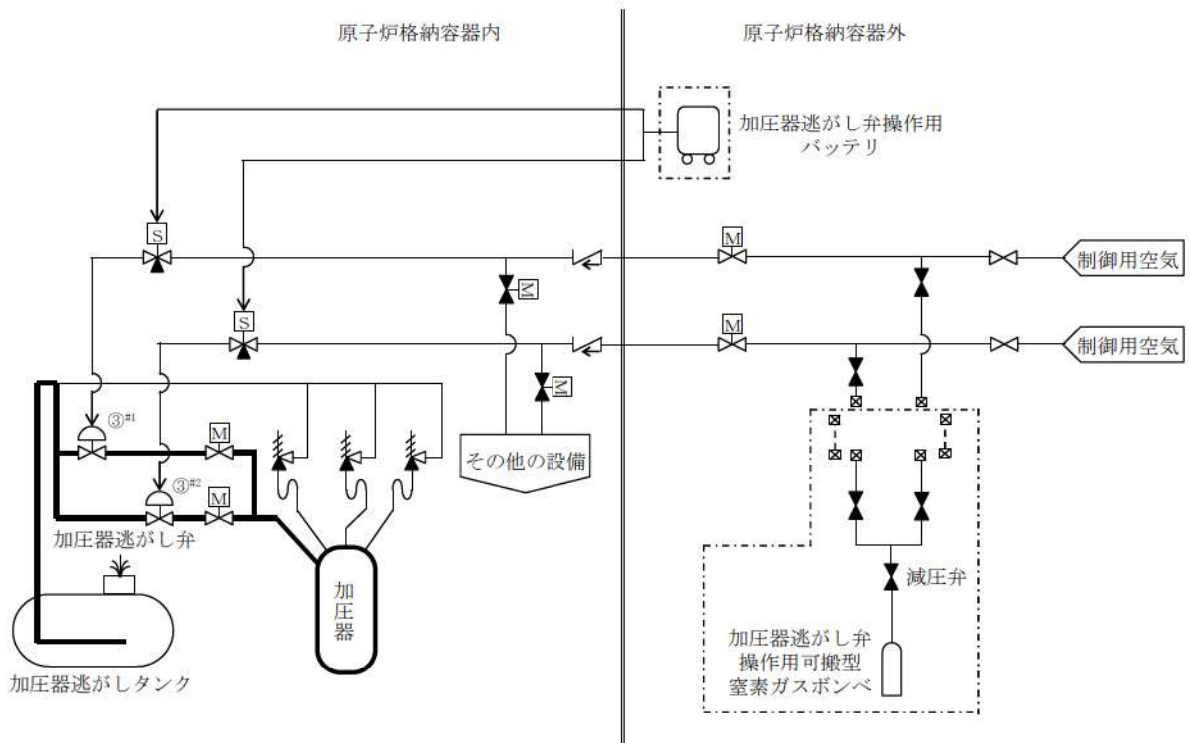 原子炉格納容器内
原子炉格納容器外
加圧器逃がし弁操作用
バッテリ
S
M
制御用空気
M
S
M
制御用空気
M
③#1
M
その他の設備
③#2
M
加圧器逃がし弁
減圧弁
加圧器
加圧器逃がし弁
操作用可搬型
窒素ガスボンベ
加圧器逃がしタンク